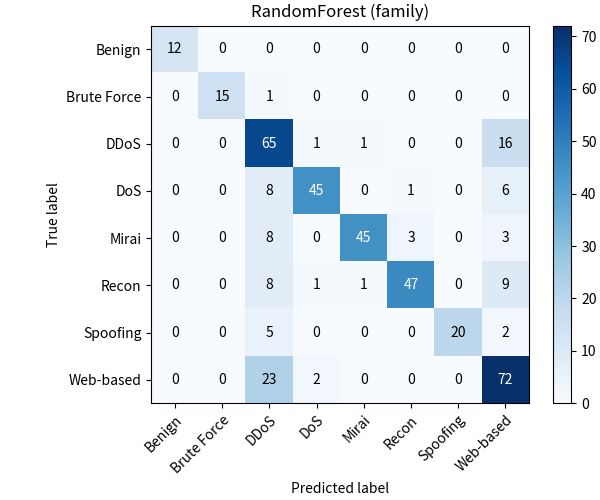 RandomForest (family)
True label
Benign 12 0 0 0 0 0 0 0
Brute Force 0 15 1 0 0 0 0 0
DDoS 0 0 65 1 1 0 0 16
DoS 0 0 8 45 0 1 0 6
Mirai 0 0 8 0 45 3 0 3
Recon 0 0 8 1 1 47 0 9
Spoofing 0 0 5 0 0 0 20 2
Web-based 0 0 23 2 0 0 0 72
Benign Brute Force DDoS DoS Mirai Recon Spoofing Web-based
Predicted label
70
60
50
40
30
20
10
0